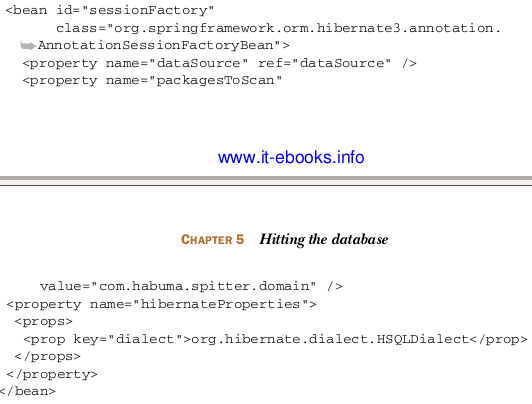 <bean id="sessionFactory"
class="org.springframework.orm.hibernate3.annotation.
➥AnnotationSessionFactoryBean">
<property name="dataSource" ref="dataSource" />
<property name="packagesToScan"
www.it-ebooks.info
CHAPTER 5 Hitting the database
value="com.habuma.spitter.domain" />
<property name="hibernateProperties">
<props>
<prop key="dialect">org.hibernate.dialect.HSQLDialect</prop>
</props>
</property>
</bean>